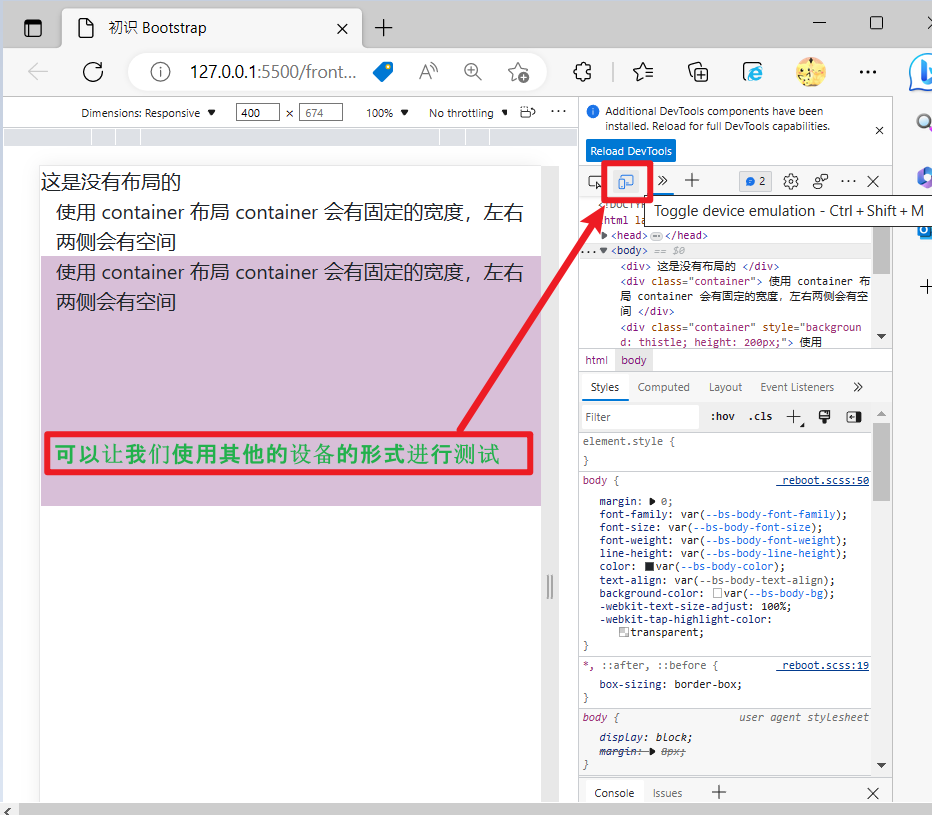 初识 Bootstrap
127.0.0.1:5500/front...
Dimensions: Responsive
400 × 674
100%
No throttling
这是没有布局的
使用 container 布局 container 会有固定的宽度，左右
两侧会有空间
使用 container 布局 container 会有固定的宽度，左右
两侧会有空间
可以让我们使用其他的设备的形式进行测试
Additional DevTools components have been
installed. Reload for full DevTools capabilities.
Reload DevTools
2
Toggle device emulation - Ctrl + Shift + M
<head> ••• </head>
<body> == $0
<div> 这是没有布局的 </div>
<div class="container"> 使用 container 布
局 container 会有固定的宽度，左右两侧会有空
间 </div>
<div class="container" style="backgroun
d: thistle; height: 200px;"> 使用
html body
Styles Computed Layout Event Listeners
Filter :hov .cls
element.style {
}
body { _reboot.scss:50
margin: 0;
font-family: var(--bs-body-font-family);
font-size: var(--bs-body-font-size);
font-weight: var(--bs-body-font-weight);
line-height: var(--bs-body-line-height);
color: var(--bs-body-color);
text-align: var(--bs-body-text-align);
background-color: var(--bs-body-bg);
-webkit-text-size-adjust: 100%;
-webkit-tap-highlight-color:
transparent;
}
*, ::after, ::before { _reboot.scss:19
box-sizing: border-box;
}
body { user agent stylesheet
display: block;
margin: 8px;
}
Console Issues